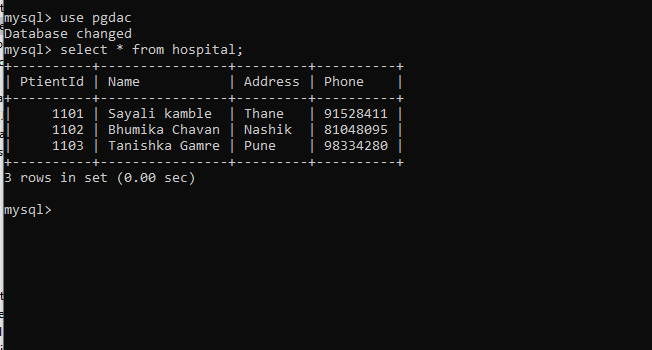 mysql> use pgdac
Database changed
mysql> select * from hospital;
+----------+----------------+---------+----------+
| PtientId | Name           | Address | Phone    |
+----------+----------------+---------+----------+
|     1101 | Sayali kamble  | Thane   | 91528411 |
|     1102 | Bhumika Chavan | Nashik  | 81048095 |
|     1103 | Tanishka Gamre | Pune    | 98334280 |
+----------+----------------+---------+----------+
3 rows in set (0.00 sec)
mysql>